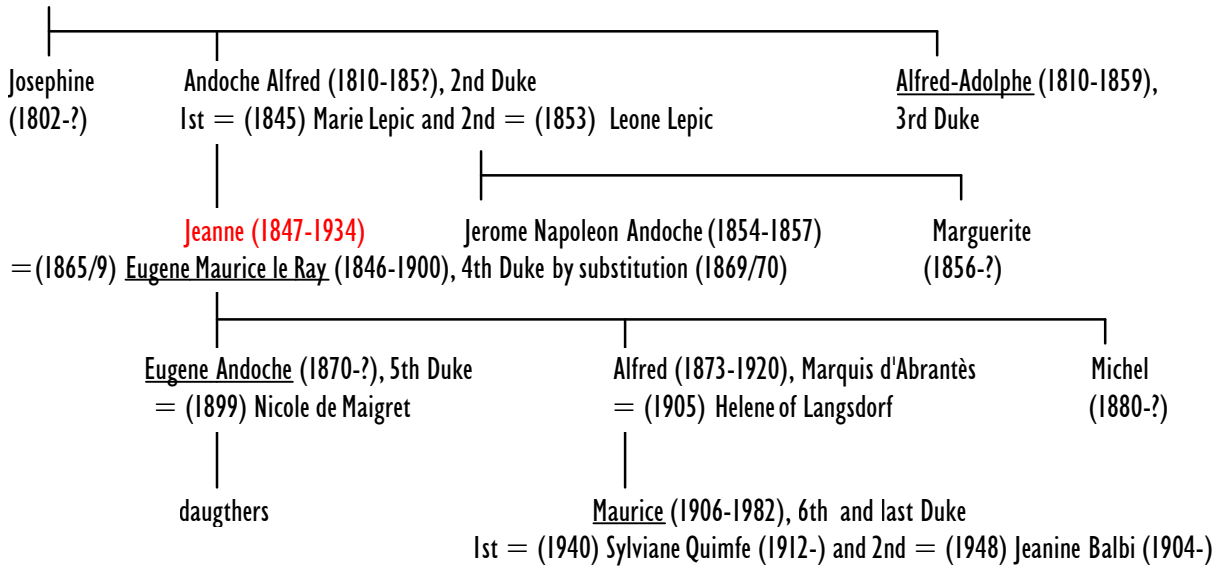 Josephine
(1802-?)
Andoche Alfred (1810-185?), 2nd Duke
1st = (1845) Marie Lepic and 2nd = (1853) Leone Lepic
Alfred-Adolphe (1810-1859),
3rd Duke
Jeanne (1847-1934)
=(1865/9) Eugene Maurice le Ray (1846-1900), 4th Duke by substitution (1869/70)
Jerome Napoleon Andoche (1854-1857)
Marguerite
(1856-?)
Eugene Andoche (1870-?), 5th Duke
= (1899) Nicole de Maigret
Alfred (1873-1920), Marquis d'Abrantès
= (1905) Helene of Langsdorf
Michel
(1880-?)
daugthers
Maurice (1906-1982), 6th and last Duke
1st = (1940) Sylviane Quimfe (1912-) and 2nd = (1948) Jeanine Balbi (1904-)